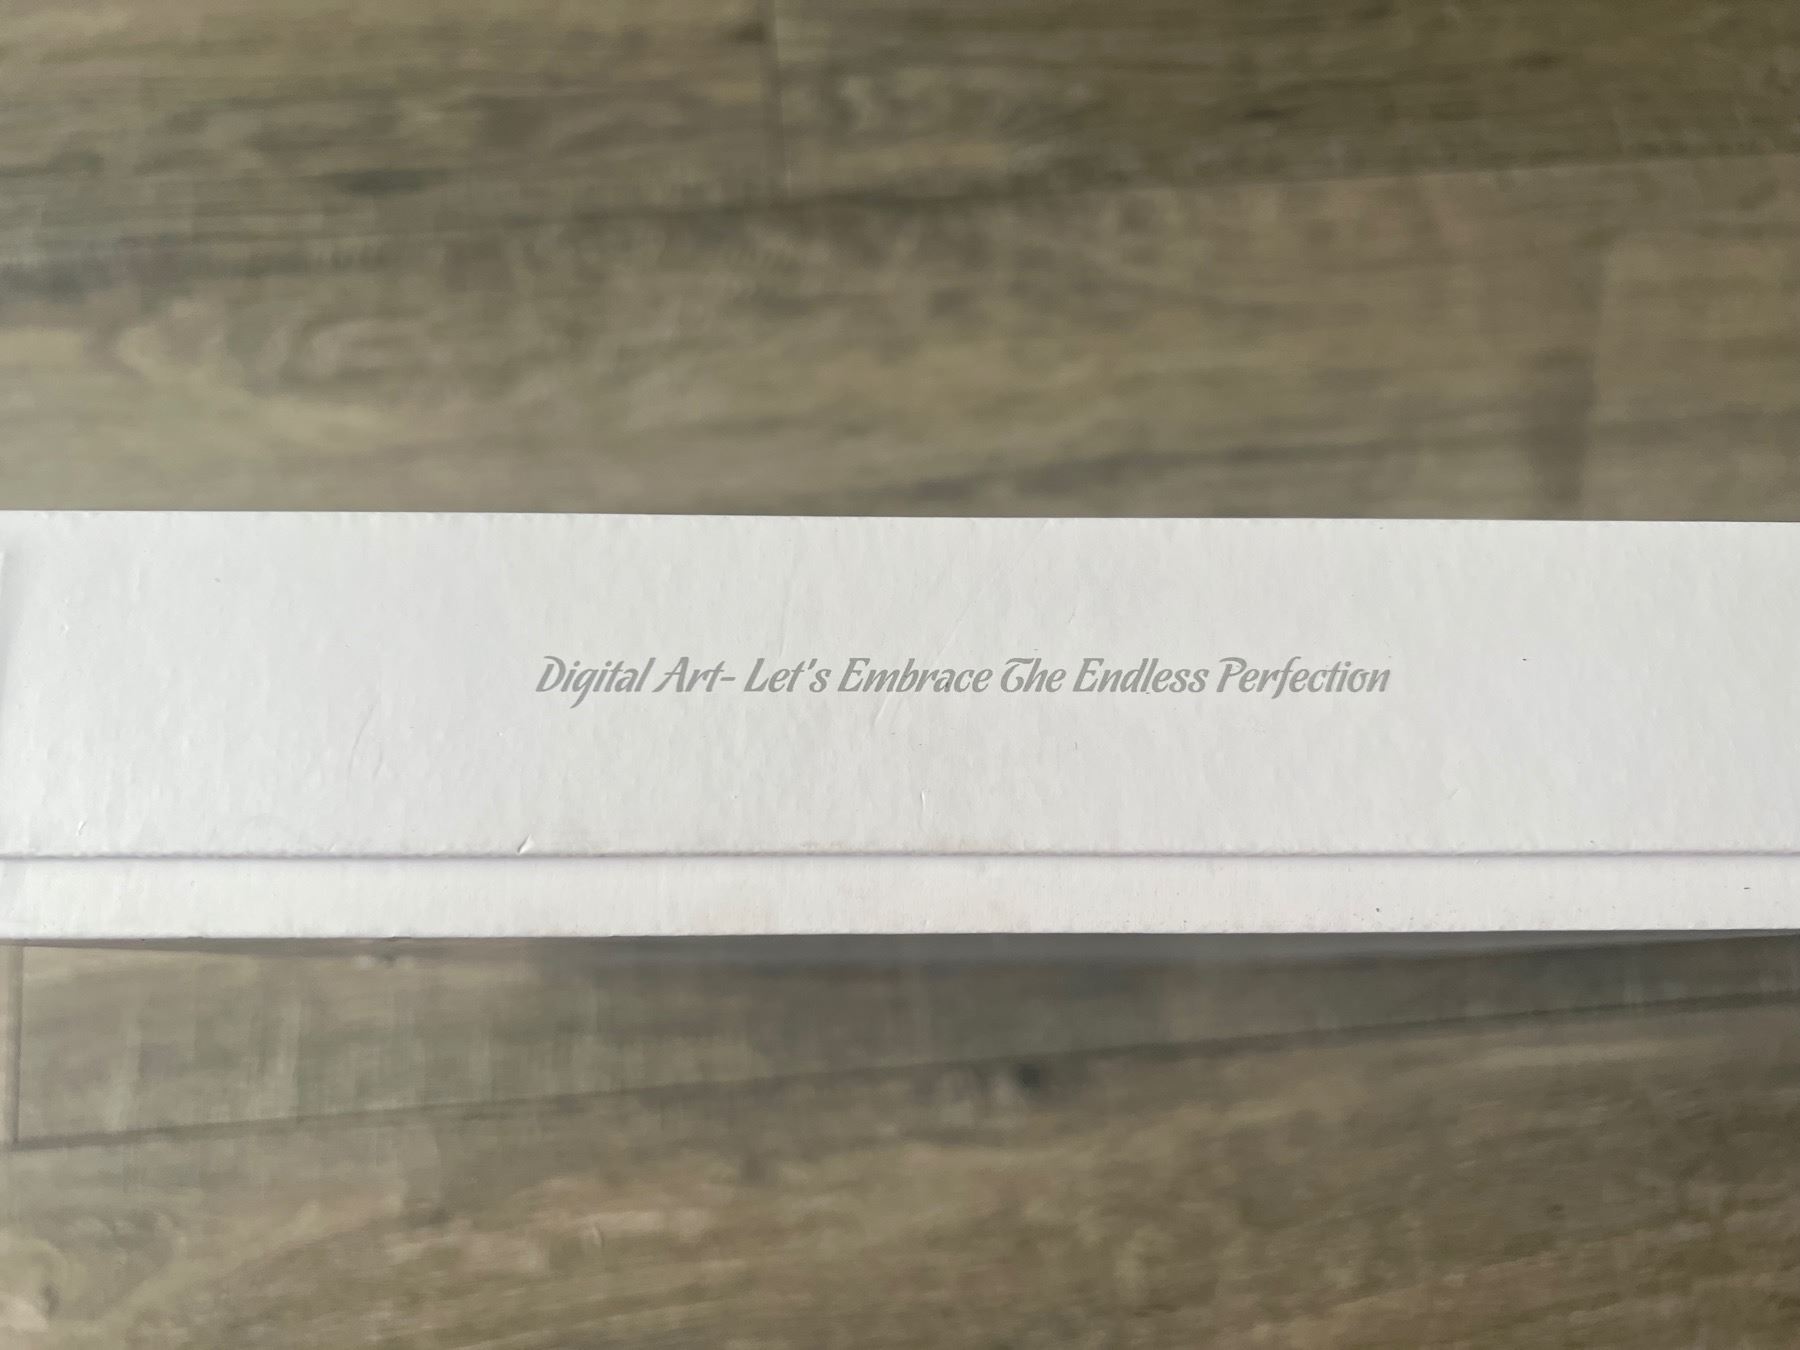 Digital Art- Let's Embrace The Endless Perfection